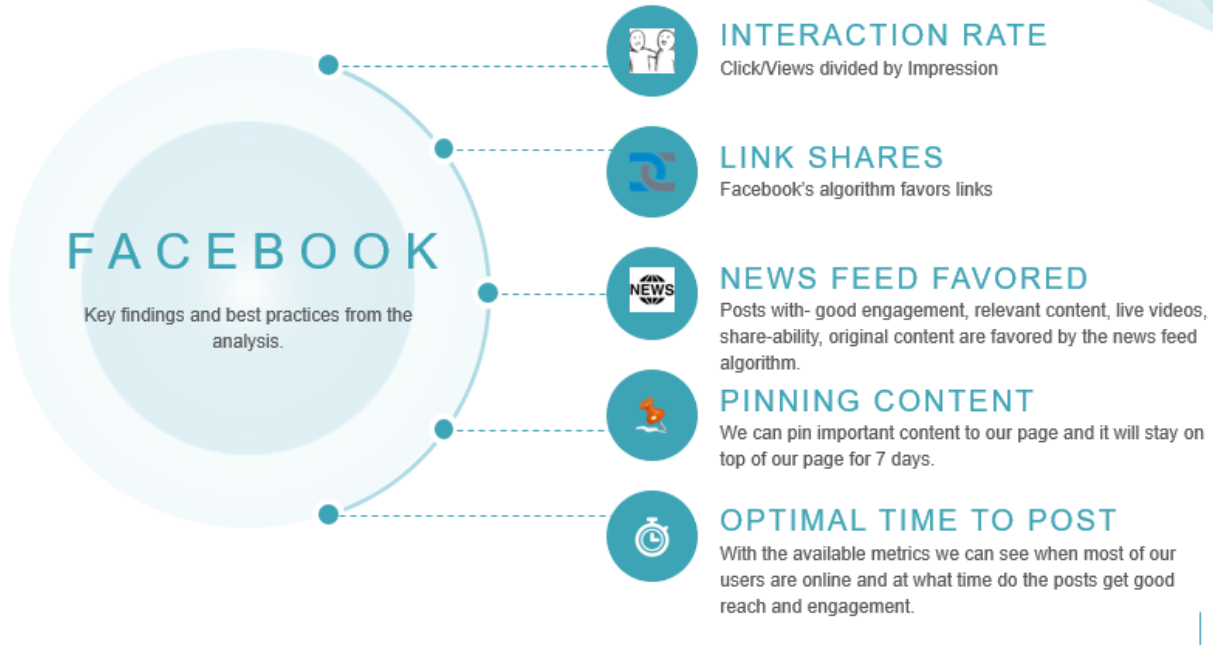 FACEBOOK
Key findings and best practices from the
analysis.
INTERACTION RATE
Click/Views divided by Impression
LINK SHARES
Facebook's algorithm favors links
NEWS
NEWS FEED FAVORED
Posts with- good engagement, relevant content, live videos,
share-ability, original content are favored by the news feed
algorithm.
PINNING CONTENT
We can pin important content to our page and it will stay on
top of our page for 7 days.
OPTIMAL TIME TO POST
With the available metrics we can see when most of our
users are online and at what time do the posts get good
reach and engagement.